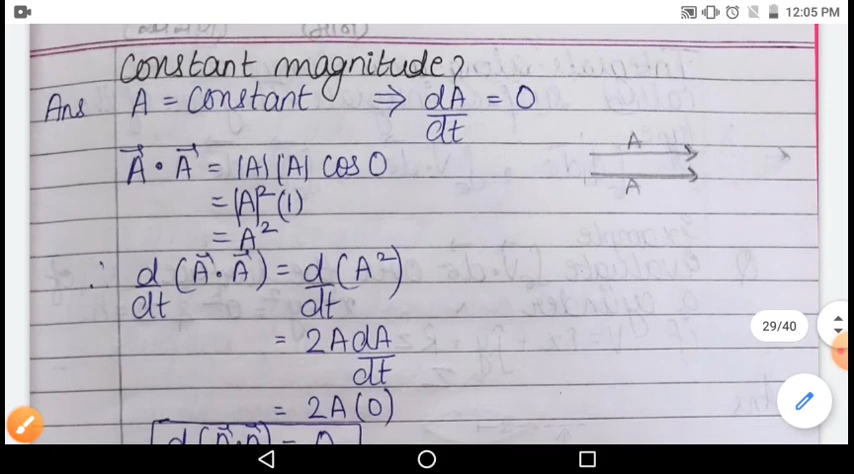 12:05 PM
constant magnitude?
Ans A = constant ⇒ dA/dt = 0
A⃗ · A⃗ = |A||A| cos 0
A
A
= |A|² (1)
= A²
∴ d/dt (A⃗ · A⃗) = d/dt (A²)
= 2A dA/dt
29/40
= 2A(0)
d(A⃗·A⃗) = 0